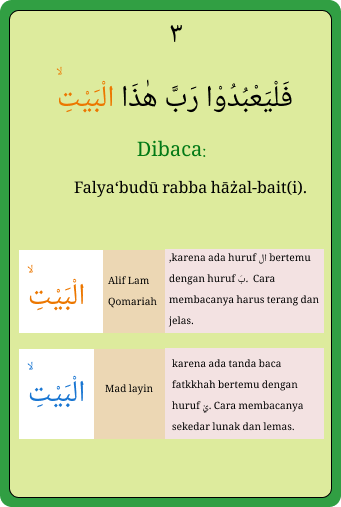 ٣
فَلْيَعْبُدُوْا رَبَّ هٰذَا الْبَيْتِۙ
Dibaca:
Falya‘budū rabba hāżal-bait(i).
الْبَيْتِۙ
Alif Lam
Qomariah
,karena ada huruf ال bertemu
dengan huruf بَ. Cara
membacanya harus terang dan
jelas.
الْبَيْتِۙ
Mad layin
karena ada tanda baca
fatkkhah bertemu dengan
huruf يْ. Cara membacanya
sekedar lunak dan lemas.